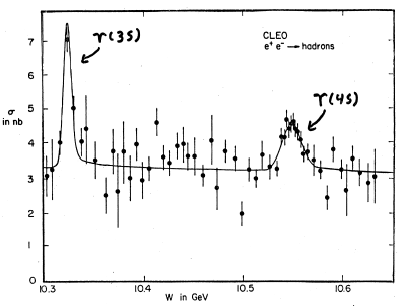 CLEO
e⁺ e⁻ → hadrons
ϒ(3S)
ϒ(4S)
σ
in nb
7
6
5
4
3
2
1
0
10.3
10.4
10.5
10.6
W in GeV